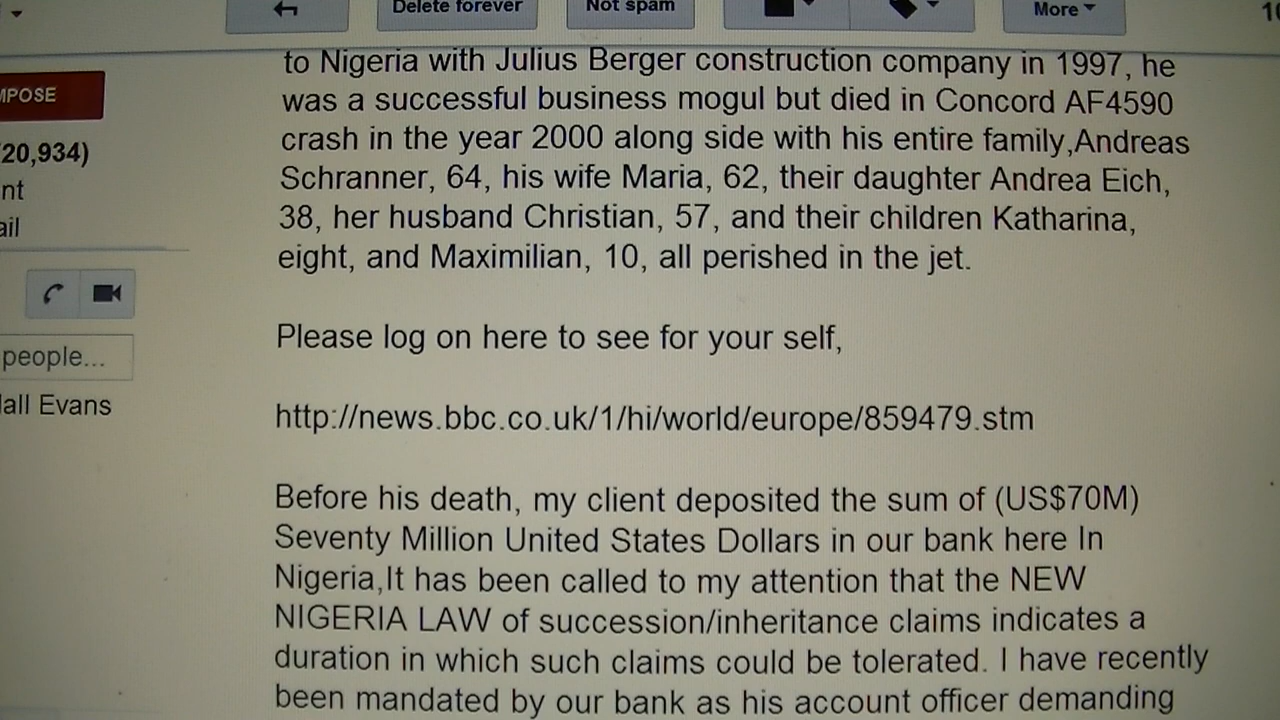 Delete forever
Not spam
More
MPOSE
20,934)
nt
ail
people...
all Evans
to Nigeria with Julius Berger construction company in 1997, he
was a successful business mogul but died in Concord AF4590
crash in the year 2000 along side with his entire family,Andreas
Schranner, 64, his wife Maria, 62, their daughter Andrea Eich,
38, her husband Christian, 57, and their children Katharina,
eight, and Maximilian, 10, all perished in the jet.
Please log on here to see for your self,
http://news.bbc.co.uk/1/hi/world/europe/859479.stm
Before his death, my client deposited the sum of (US$70M)
Seventy Million United States Dollars in our bank here In
Nigeria,It has been called to my attention that the NEW
NIGERIA LAW of succession/inheritance claims indicates a
duration in which such claims could be tolerated. I have recently
been mandated by our bank as his account officer demanding